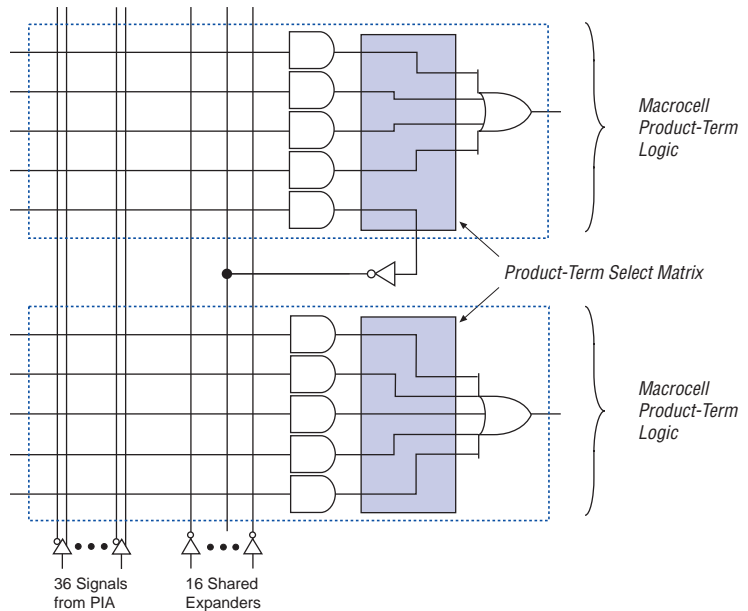 Macrocell
Product-Term
Logic
Product-Term Select Matrix
Macrocell
Product-Term
Logic
36 Signals
from PIA
16 Shared
Expanders